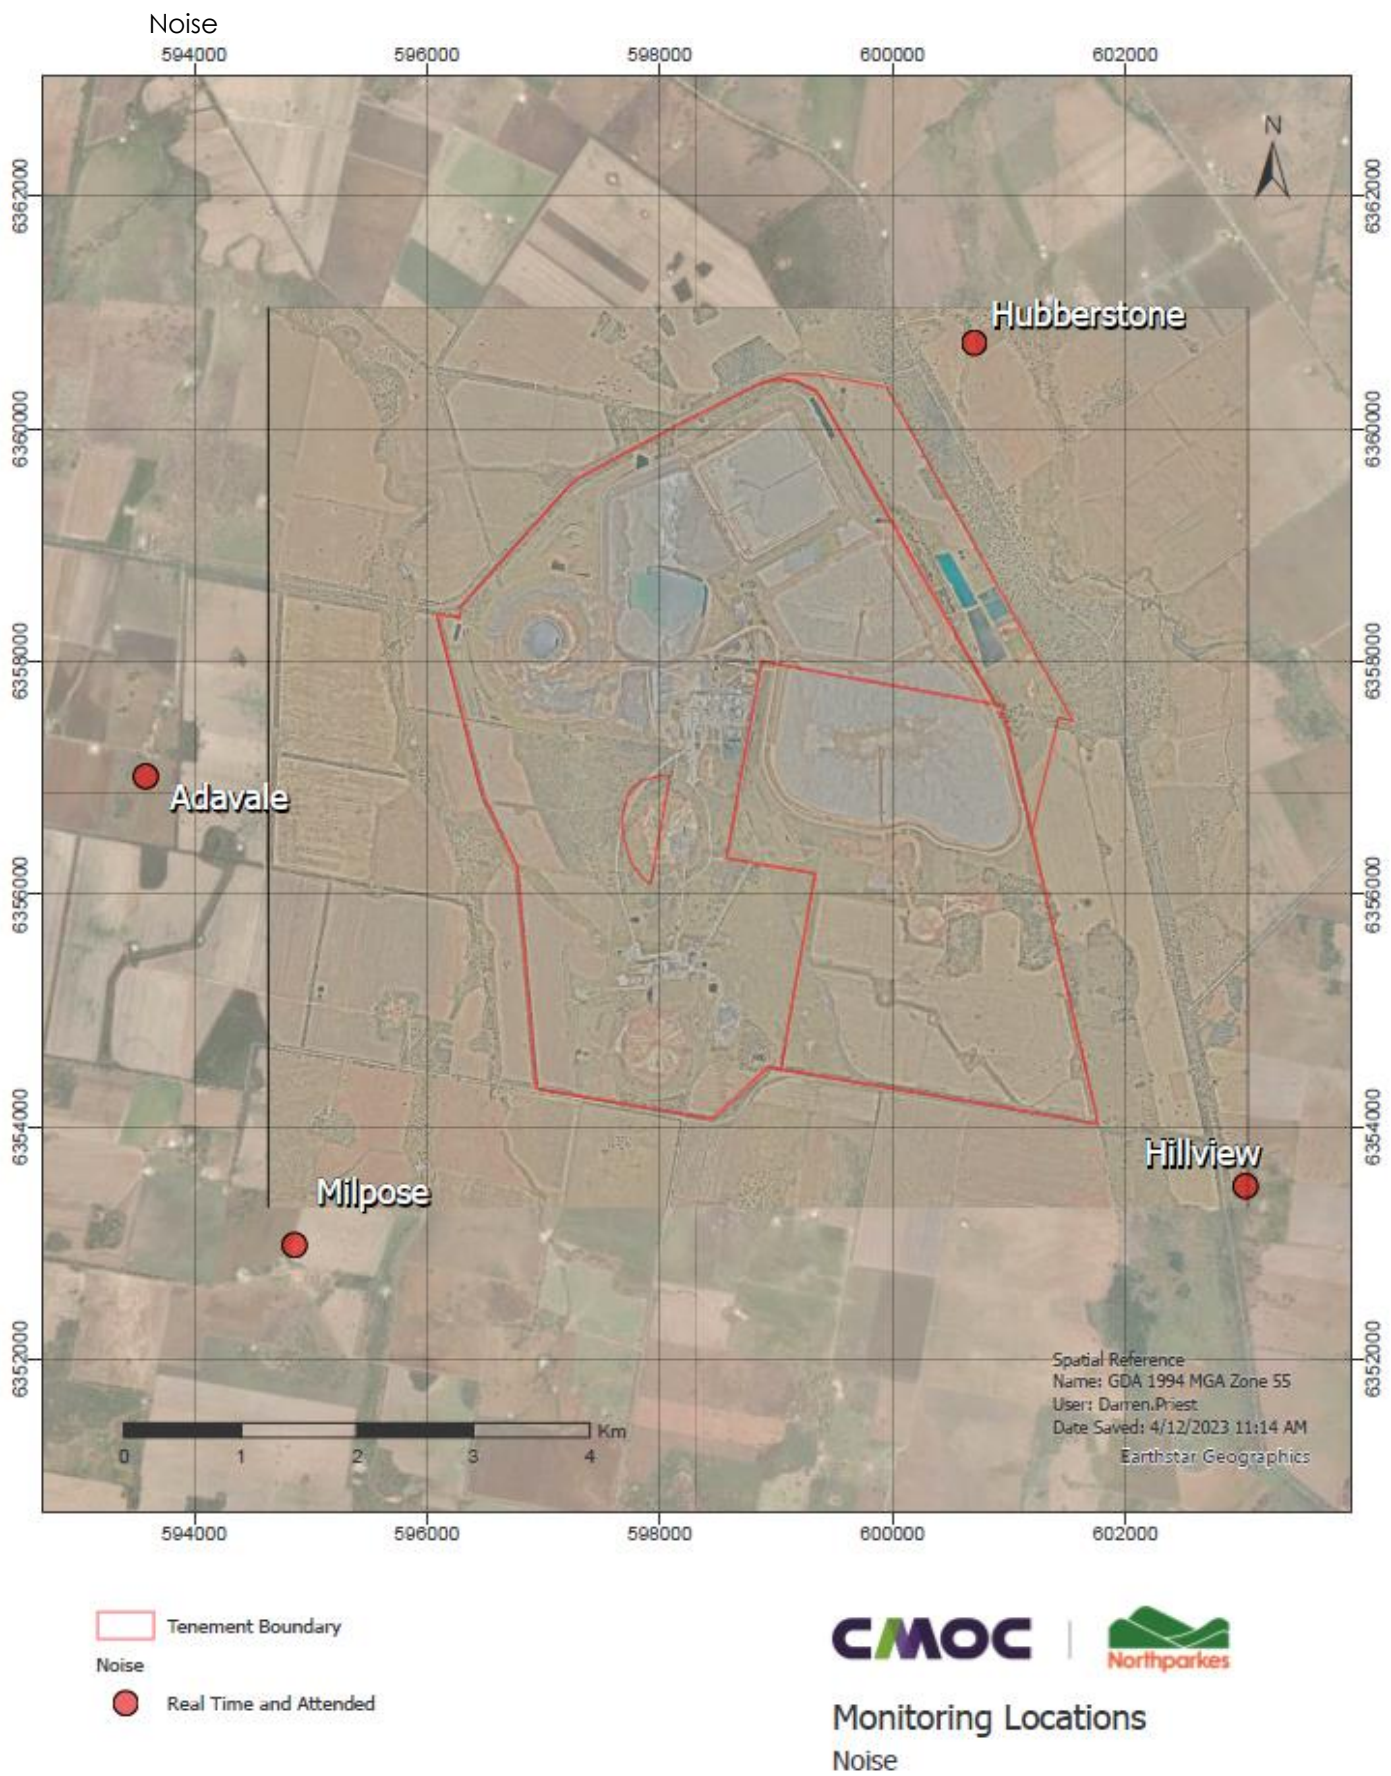 Noise
594000 596000 598000 600000 602000
N
6362000 6362000
Hubberstone
6360000 6360000
6358000 6358000
Adavale
6356000 6356000
6354000 6354000
Hillview
Milpose
6352000 6352000
Spatial Reference
Name: GDA 1994 MGA Zone 55
User: Darren.Priest
Date Saved: 4/12/2023 11:14 AM
Earthstar Geographics
Km
0 1 2 3 4
594000 596000 598000 600000 602000
Tenement Boundary
Noise
Real Time and Attended
CMOC
Northparkes
Monitoring Locations
Noise